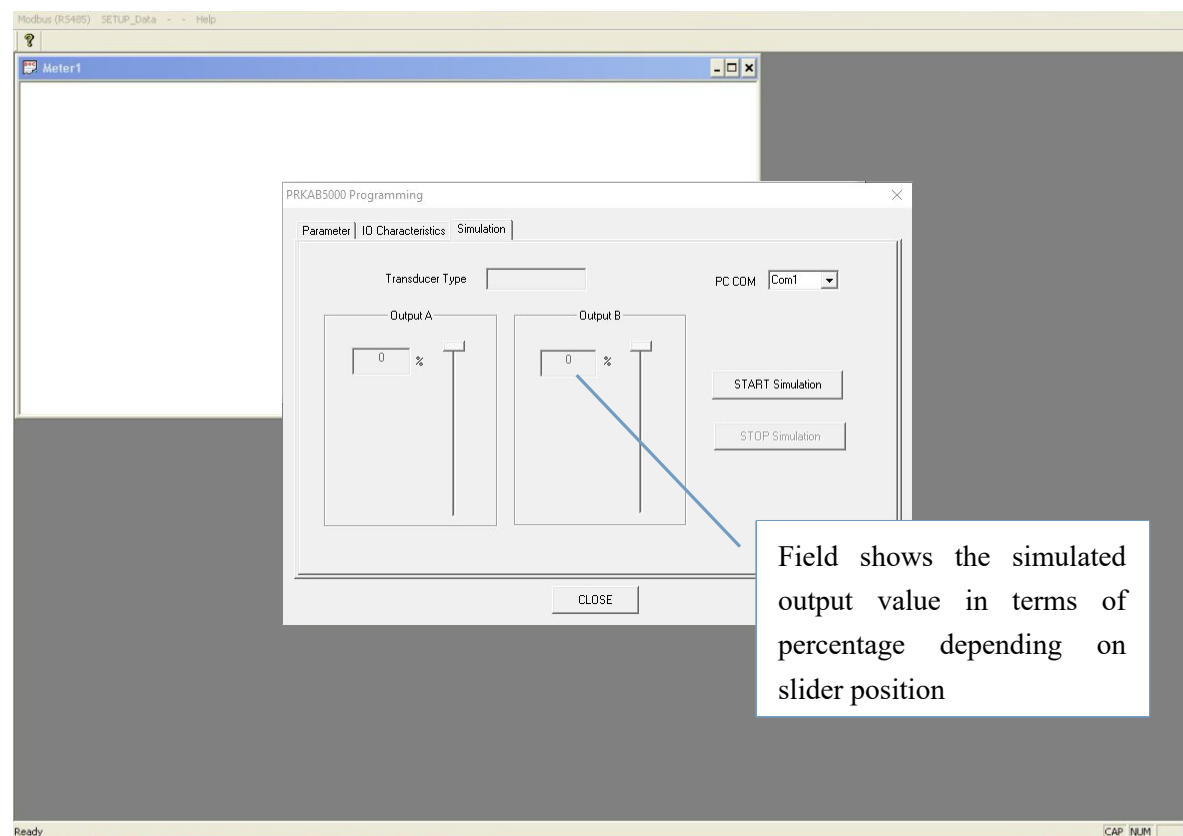 Modbus (RS485) SETUP_Data - - Help
Meter1
PRKAB5000 Programming
Parameter IO Characteristics Simulation
Transducer Type PC COM Com1
Output A Output B
0 % 0 %
START Simulation
STOP Simulation
CLOSE
Field shows the simulated
output value in terms of
percentage depending on
slider position
Ready CAP NUM